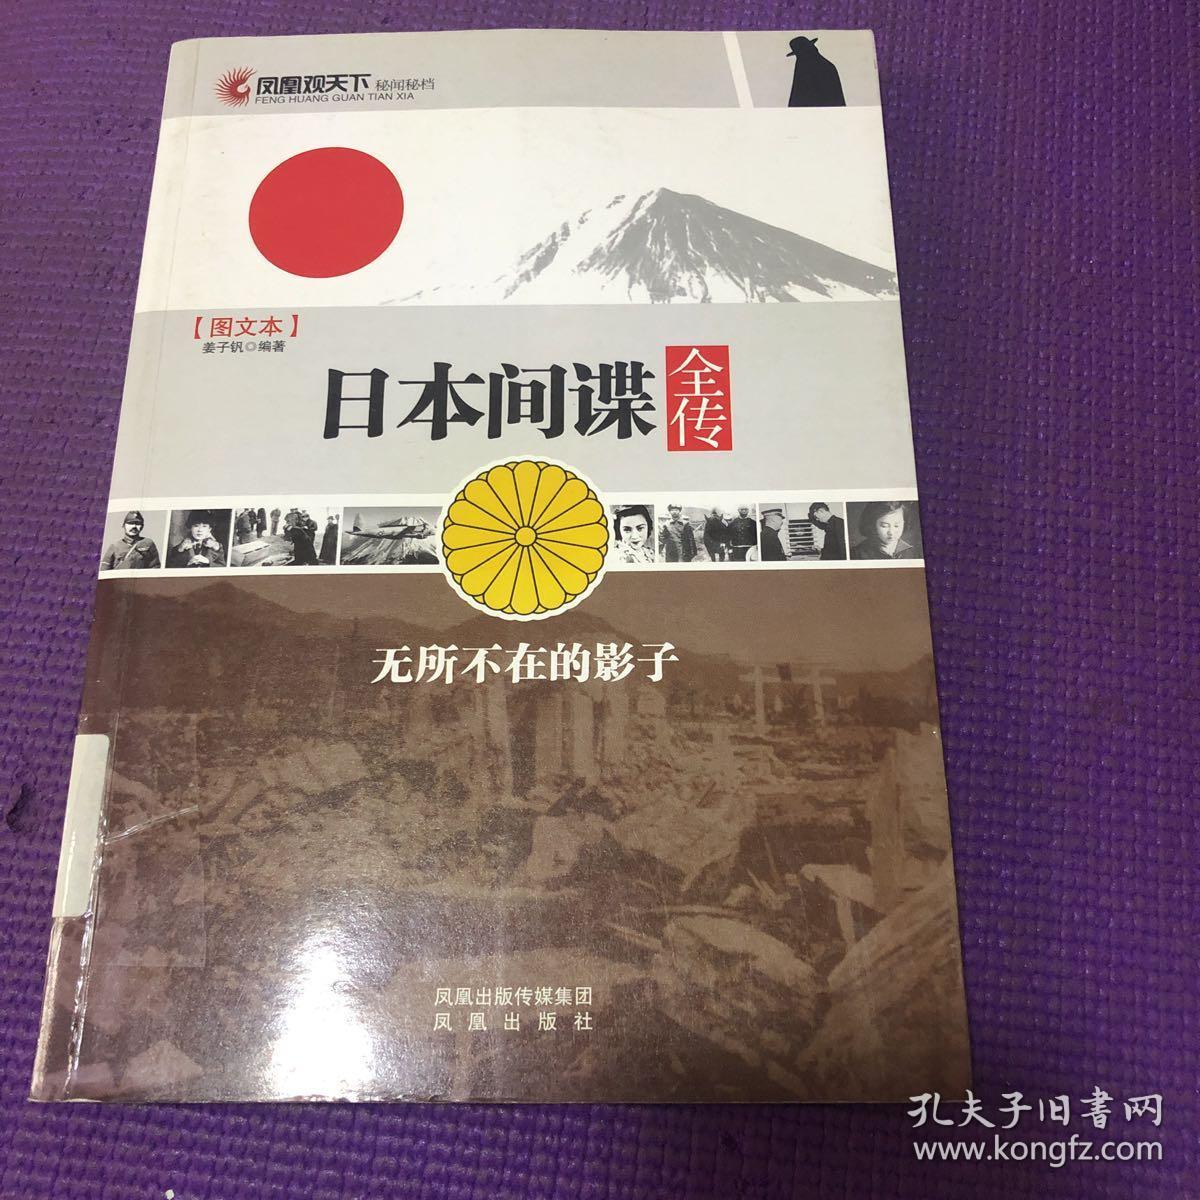 凤凰观天下 秘闻秘档
FENG HUANG GUAN TIAN XIA
【图文本】
姜子钒◎编著
日本间谍全传
无所不在的影子
凤凰出版传媒集团
凤凰出版社
孔夫子旧书网
www.kongfz.com